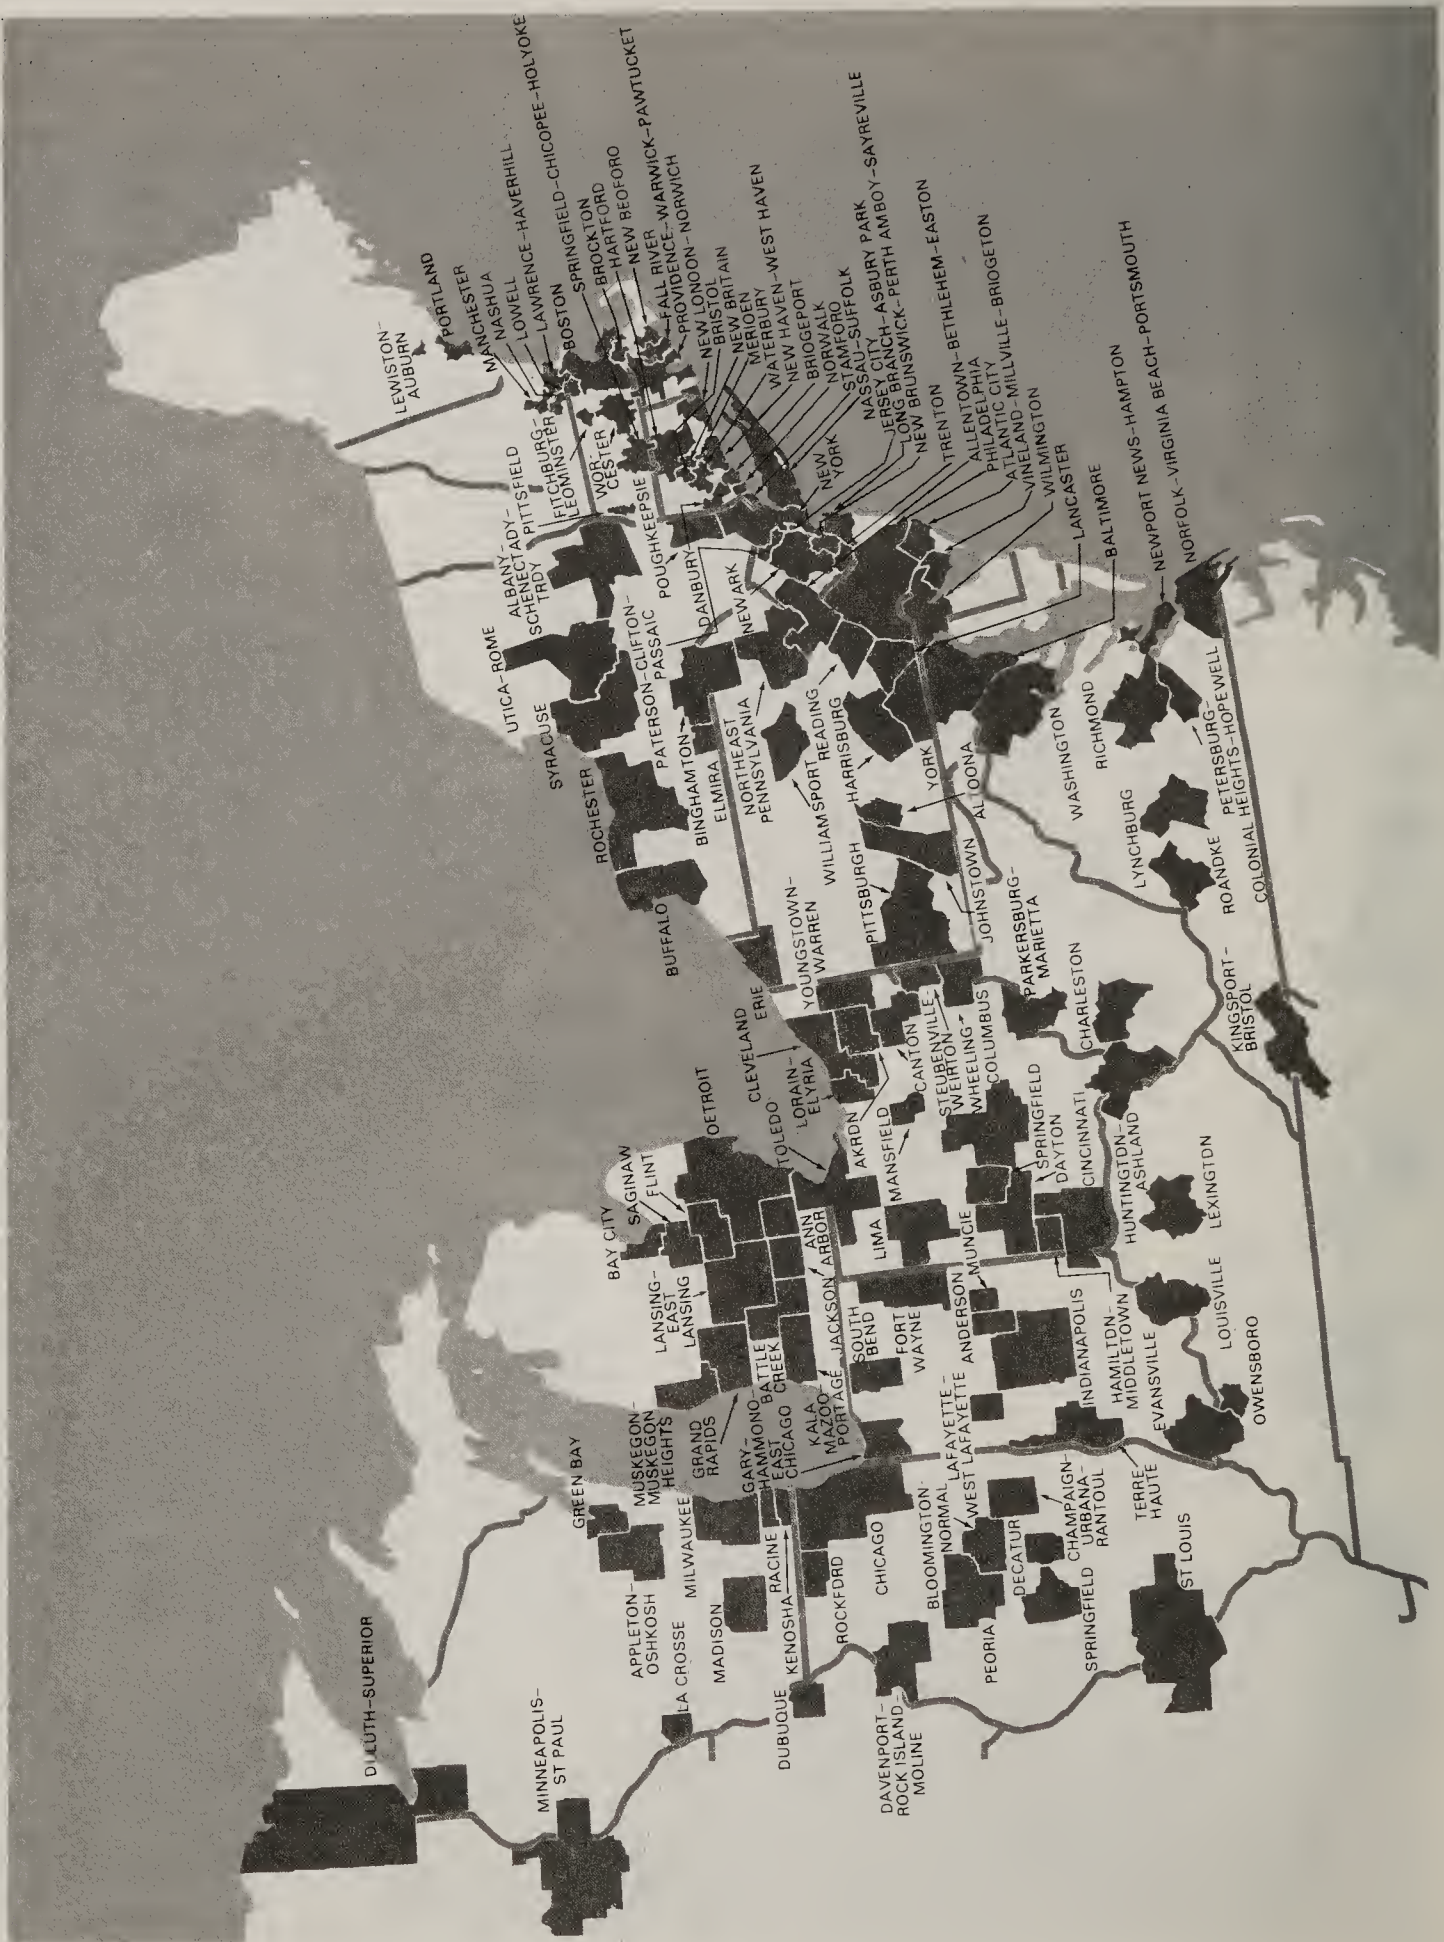 DULUTH-SUPERIOR
MINNEAPOLIS-
ST PAUL
GREEN BAY
APPLETON-
OSHKOSH
LA CROSSE
MILWAUKEE
MADISON
RACINE
KENOSHA
DUBUQUE
ROCKFORD
CHICAGO
DAVENPORT-
ROCK ISLAND-
MOLINE
PEORIA
BLOOMINGTON-
NORMAL
DECATUR
CHAMPAIGN-
URBANA-
RANTOUL
SPRINGFIELD
ST LOUIS
MUSKEGON-
MUSKEGON
HEIGHTS
GRAND
RAPIDS
GARY-
HAMMONO-
EAST
CHICAGO
BATTLE
CREEK
KALA
MAZOO-
PORTAGE
JACKSON
ANN
ARBOR
LANSING-
EAST
LANSING
BAY CITY
SAGINAW
FLINT
DETROIT
SOUTH
BEND
FORT
WAYNE
LAFAYETTE-
WEST LAFAYETTE
ANDERSON
MUNCIE
INDIANAPOLIS
TERRE
HAUTE
EVANSVILLE
OWENSBORO
LOUISVILLE
LEXINGTDN
HAMILTDN-
MIDDLETOWN
CINCINNATI
SPRINGFIELD
DAYTON
LIMA
TOLEDO
MANSFIELD
COLUMBUS
LORAIN-
ELYRIA
CLEVELAND
AKRDN
CANTON
YOUNGSTOWN-
WARREN
STEUBENVILLE-
WEIRTON
WHEELING
HUNTINGTDN-
ASHLAND
CHARLESTON
PARKERSBURG-
MARIETTA
ERIE
PITTSBURGH
JOHNSTOWN
ALTOONA
WILLIAMSPORT
HARRISBURG
READING
YORK
NORTHEAST
PENNSYLVANIA
BUFFALO
ROCHESTER
SYRACUSE
UTICA-ROME
BINGHAMTON
ELMIRA
ALBANY-
SCHENECTADY-
TRDY
POUGHKEEPSIE
PATERSON-CLIFTON-
PASSAIC
NEWARK
DANBURY
PITTSFIELD
FITCHBURG-
LEOMINSTER
WOR-
CESTER
LEWISTON-
AUBURN
PORTLAND
MANCHESTER
NASHUA
LOWELL
LAWRENCE-HAVERHILL
BOSTON
SPRINGFIELD-CHICOPEE-HOLYOKE
BROCKTON
HARTFORD
NEW BEOFORO
FALL RIVER
PROVIDENCE-WARWICK-PAWTUCKET
NEW LONOON-NORWICH
BRISTOL
NEW BRITAIN
MERIOEN
WATERBURY
NEW HAVEN-WEST HAVEN
BRIOGEPORT
NORWALK
STAMFORO
NASSAU-SUFFOLK
NEW
YORK
JERSEY CITY
LONG BRANCH-ASBURY PARK
NEW BRUNSWICK-PERTH AMBOY-SAYREVILLE
TRENTON
ALLENTOWN-BETHLEHEM-EASTON
PHILADELPHIA
ATLANTIC CITY
VINELAND-MILLVILLE-BRIOGETON
WILMINGTON
LANCASTER
BALTIMORE
WASHINGTON
RICHMOND
NEWPORT NEWS-HAMPTON
NORFOLK-VIRGINIA BEACH-PORTSMOUTH
PETERSBURG-
COLONIAL HEIGHTS-HOPEWELL
LYNCHBURG
ROANDKE
KINGSPORT-
BRISTOL